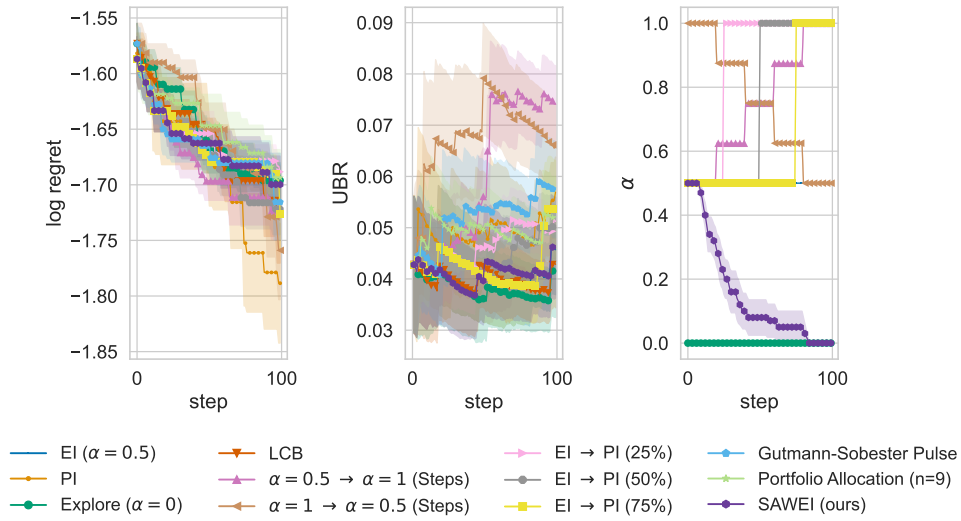 −1.55
−1.60
−1.65
−1.70
−1.75
−1.80
−1.85
log regret
0
100
step
0.09
0.08
0.07
0.06
0.05
0.04
0.03
UBR
0
100
step
1.0
0.8
0.6
0.4
0.2
0.0
α
0
100
step
EI (α = 0.5)
PI
Explore (α = 0)
LCB
α = 0.5 → α = 1 (Steps)
α = 1 → α = 0.5 (Steps)
EI → PI (25%)
EI → PI (50%)
EI → PI (75%)
Gutmann-Sobester Pulse
Portfolio Allocation (n=9)
SAWEI (ours)